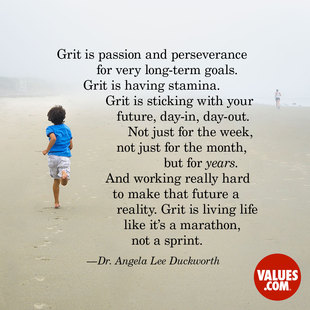 Grit is passion and perseverance
for very long-term goals.
Grit is having stamina.
Grit is sticking with your
future, day-in, day-out.
Not just for the week,
not just for the month,
but for years.
And working really hard
to make that future a
reality. Grit is living life
like it's a marathon,
not a sprint.
—Dr. Angela Lee Duckworth
VALUES
.COM